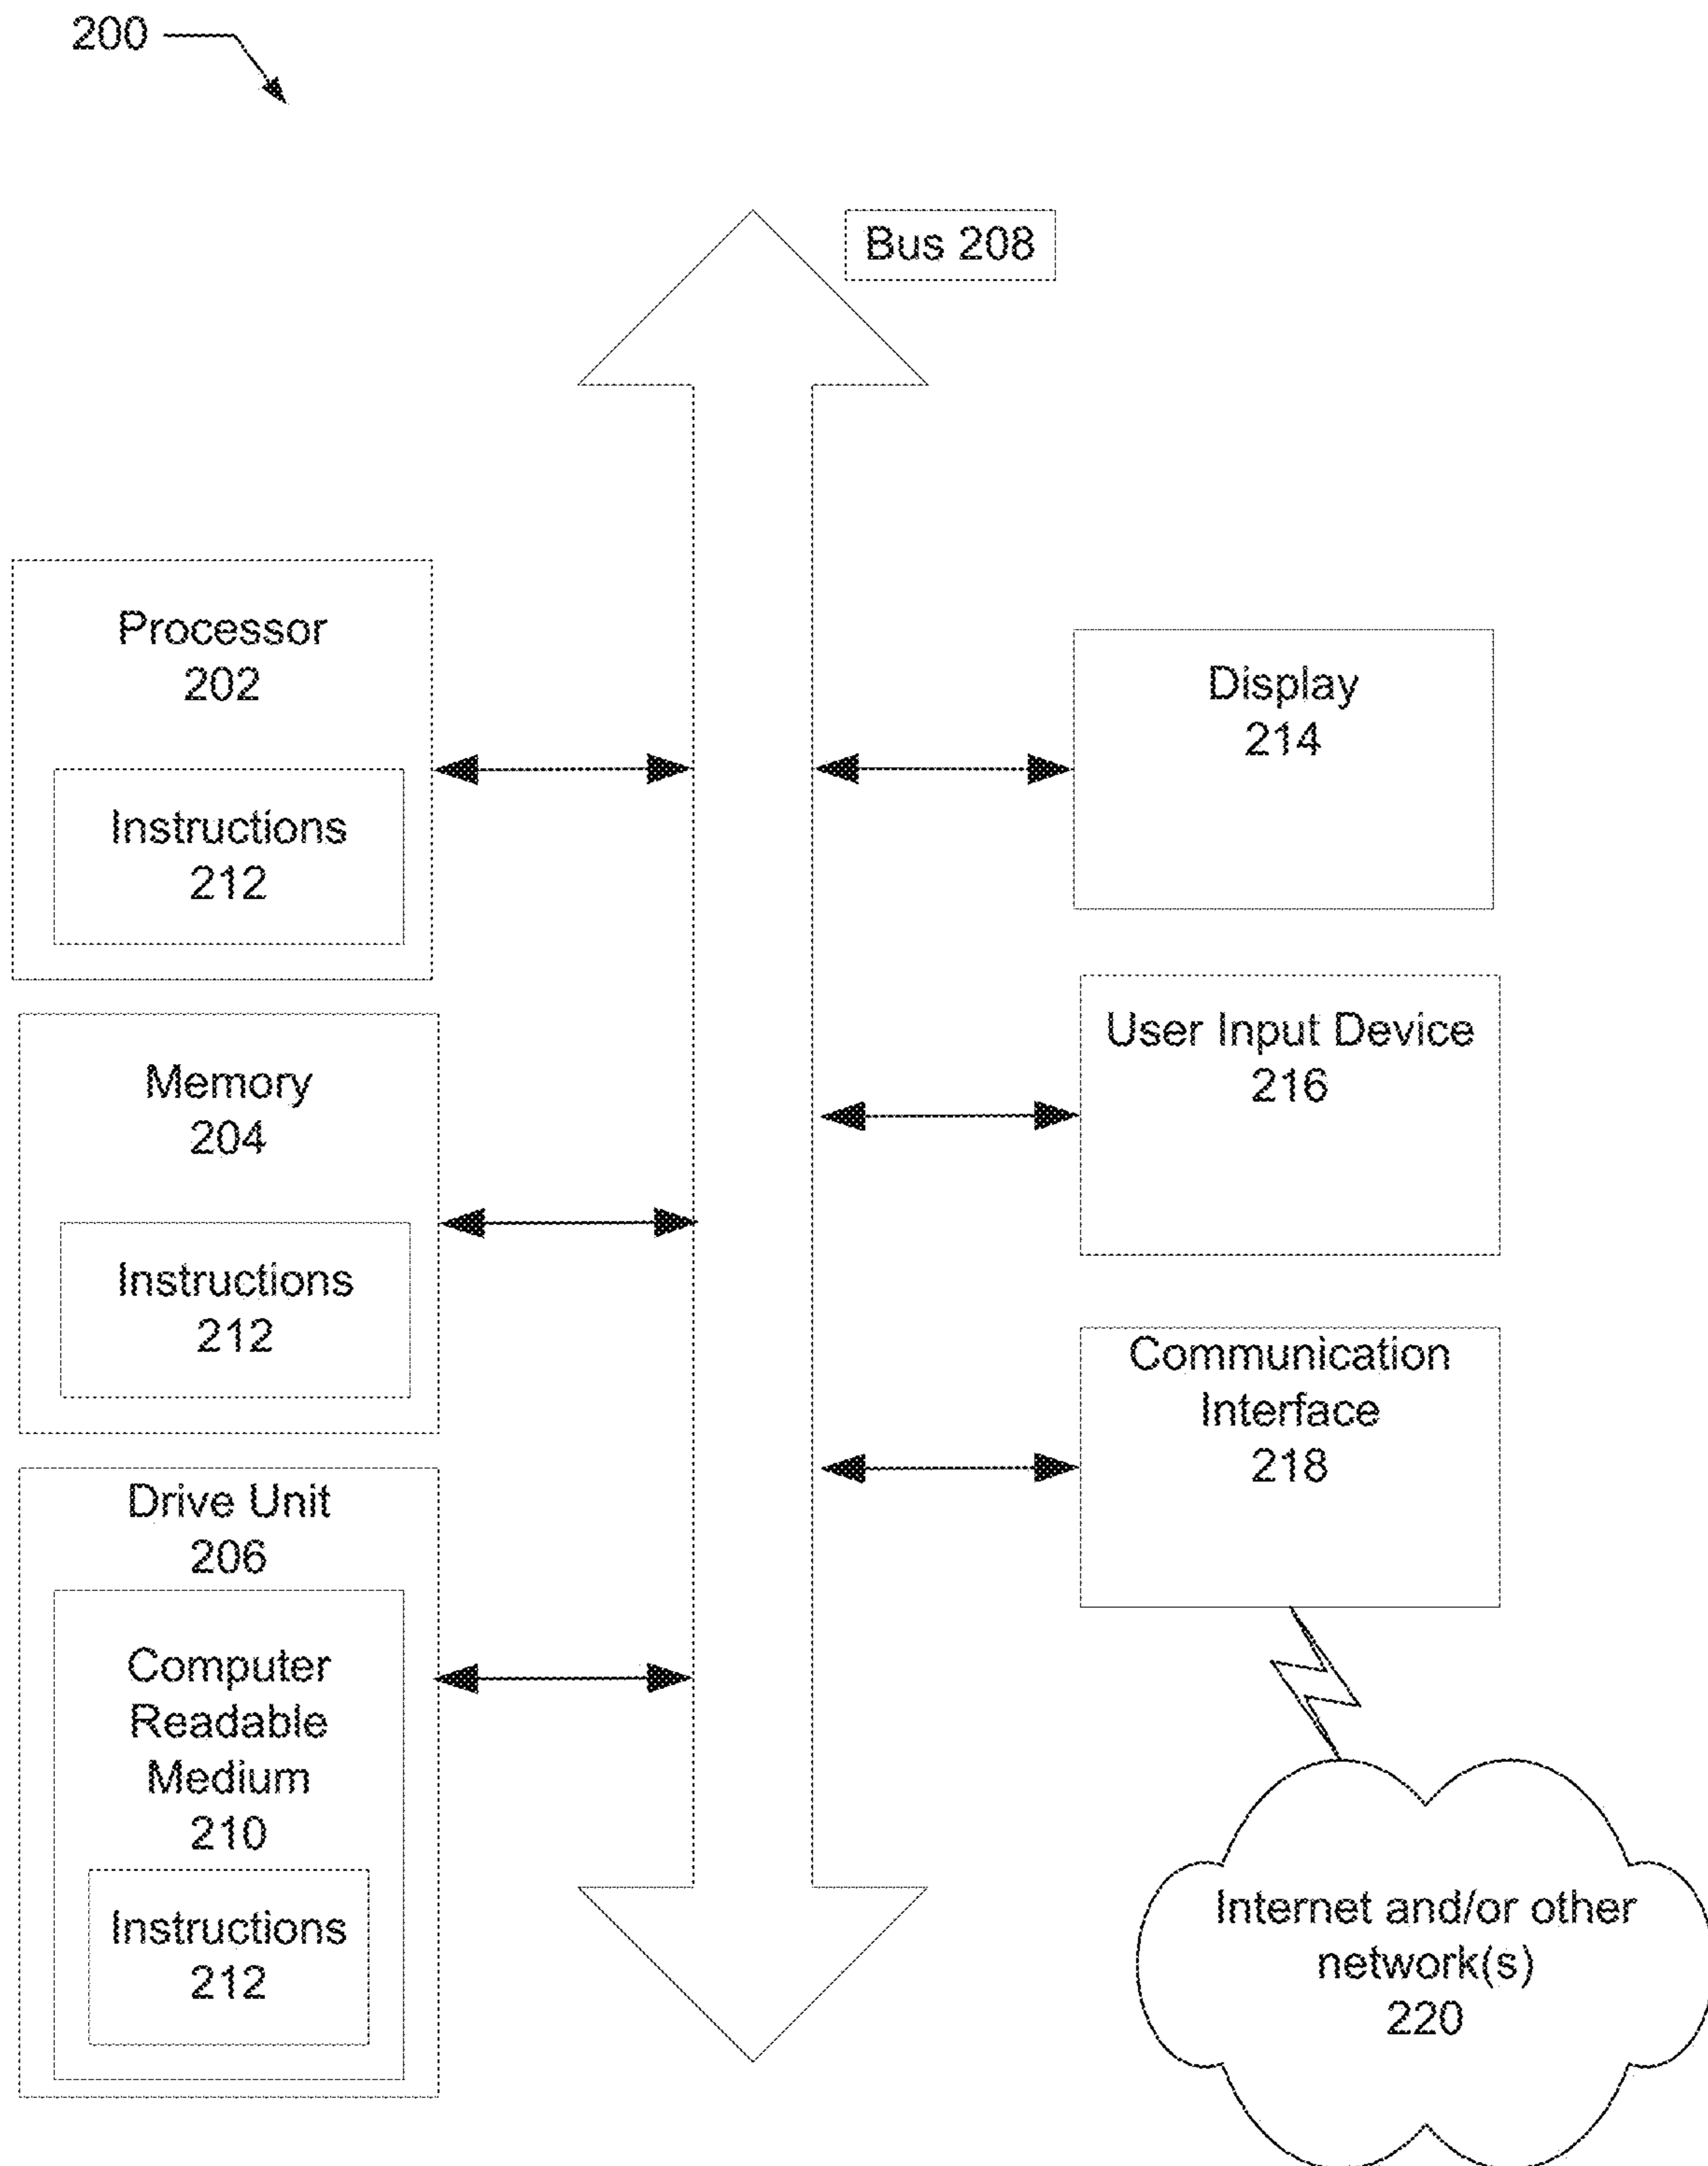 200
Bus 208
Processor
202
Instructions
212
Memory
204
Instructions
212
Drive Unit
206
Computer
Readable
Medium
210
Instructions
212
Display
214
User Input Device
216
Communication
Interface
218
Internet and/or other
network(s)
220